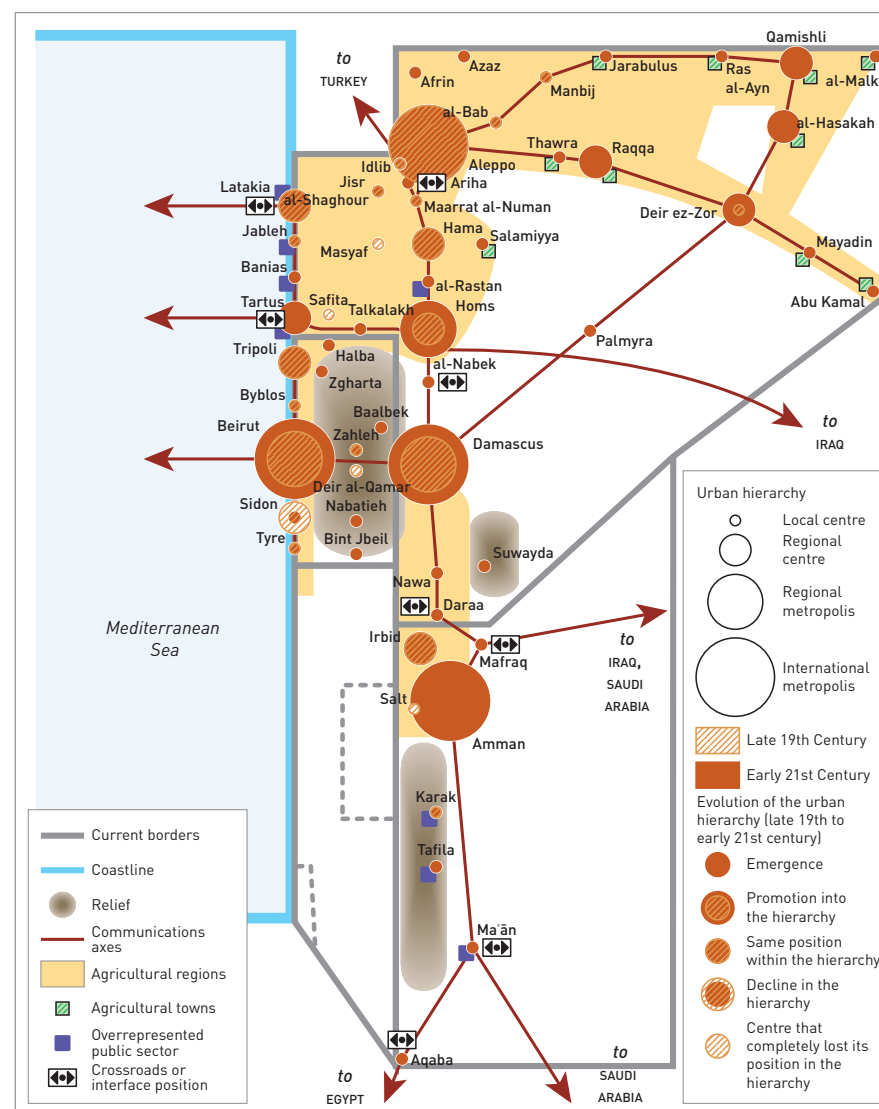 Qamishli
to
TURKEY
Azaz
Afrin
Jarabulus
Ras
al-Ayn
al-Malk
Manbij
al-Bab
al-Hasakah
Thawra
Raqqa
Aleppo
Idlib
Ariha
Jisr
al-Shaghour
Latakia
Maarrat al-Numan
Deir ez-Zor
Jableh
Hama
Salamiyya
Masyaf
Mayadin
Banias
al-Rastan
Abu Kamal
Tartus
Safita
Talkalakh
Homs
Palmyra
Tripoli
Halba
al-Nabek
Zgharta
Byblos
Baalbek
to
IRAQ
Beirut
Zahleh
Damascus
Deir al-Qamar
Sidon
Nabatieh
Tyre
Bint Jbeil
Suwayda
Nawa
Daraa
Mediterranean
Sea
Irbid
Mafraq
to
IRAQ,
SAUDI
ARABIA
Salt
Amman
Karak
Tafila
Maʿān
Aqaba
to
EGYPT
to
SAUDI
ARABIA
Current borders
Coastline
Relief
Communications
axes
Agricultural regions
Agricultural towns
Overrepresented
public sector
Crossroads or
interface position
Urban hierarchy
Local centre
Regional
centre
Regional
metropolis
International
metropolis
Late 19th Century
Early 21st Century
Evolution of the urban
hierarchy (late 19th to
early 21st century)
Emergence
Promotion into
the hierarchy
Same position
within the hierarchy
Decline in the
hierarchy
Centre that
completely lost its
position in the
hierarchy